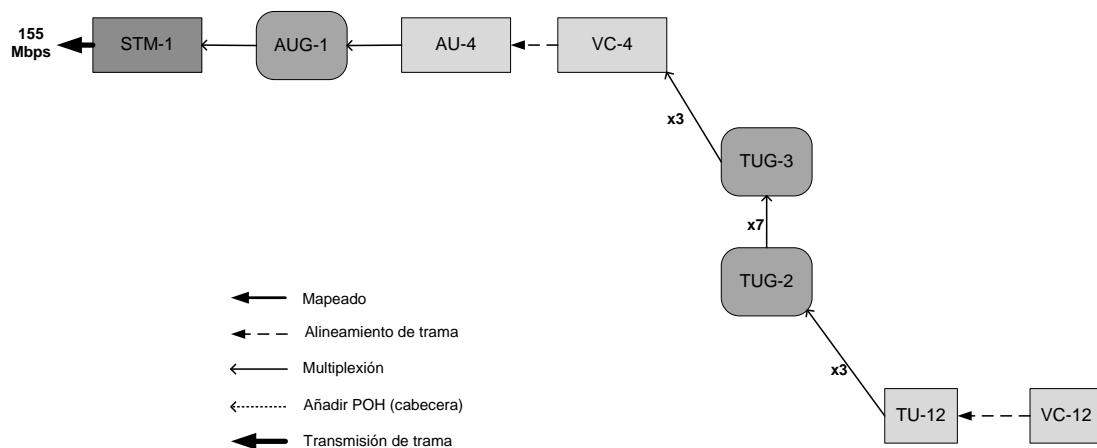 155
Mbps
STM-1
AUG-1
AU-4
VC-4
x3
TUG-3
x7
TUG-2
x3
TU-12
VC-12
Mapeado
Alineamiento de trama
Multiplexión
Añadir POH (cabecera)
Transmisión de trama